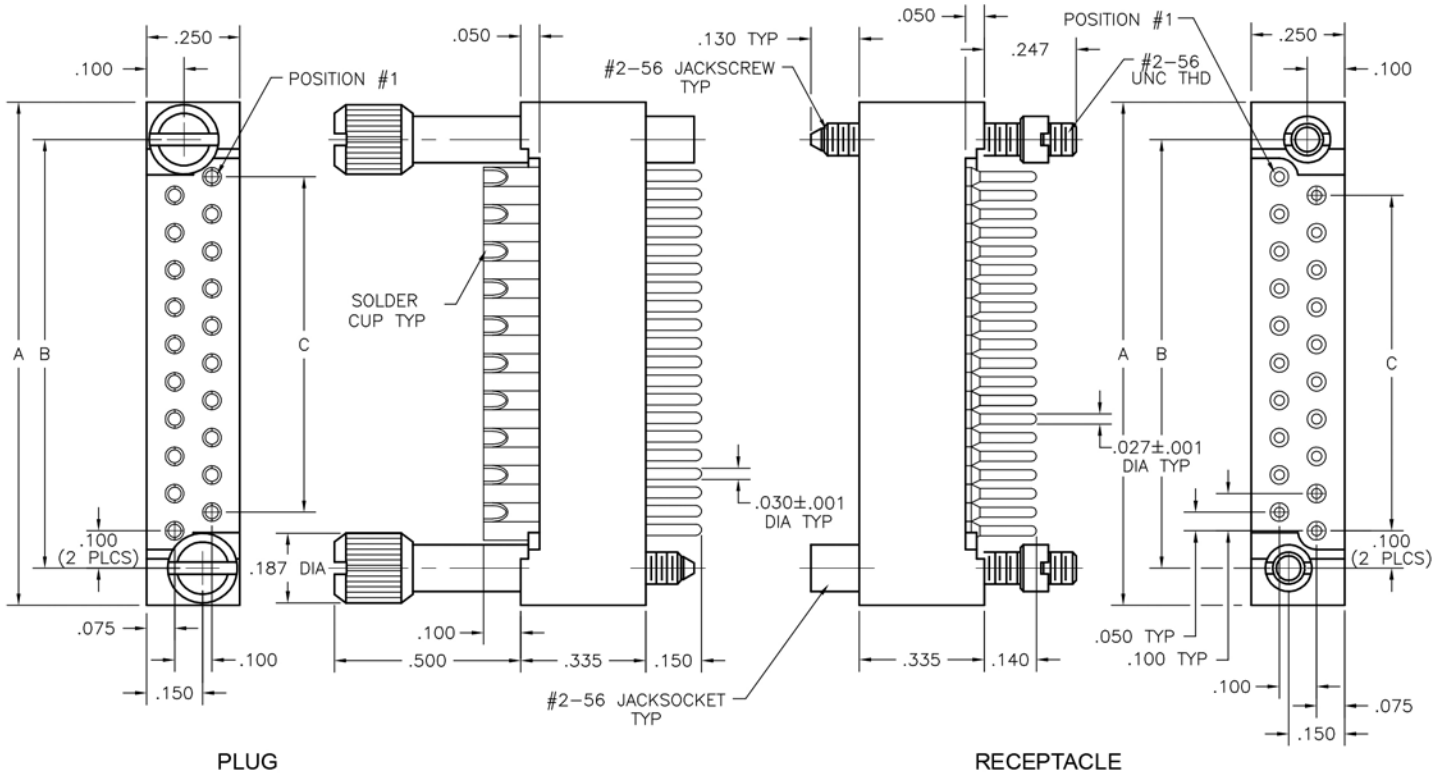 .250
.100
POSITION #1
A
B
C
.100
(2 PLCS)
.187 DIA
.075
.100
.150
PLUG
.050
SOLDER
CUP TYP
.030±.001
DIA TYP
.100
.500
.335
.150
.130 TYP
#2-56 JACKSCREW
TYP
.050
.247
#2-56
UNC THD
.027±.001
DIA TYP
#2-56 JACKSOCKET
TYP
.335
.140
POSITION #1
.250
.100
A
B
C
.100
(2 PLCS)
.050 TYP
.100 TYP
.100
.075
.150
RECEPTACLE